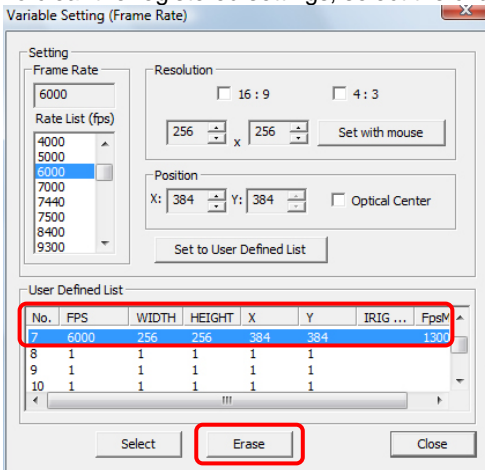 Variable Setting (Frame Rate)
Setting
Frame Rate
6000
Rate List (fps)
4000
5000
6000
7000
7440
7500
8400
9300
Resolution
16 : 9 4 : 3
256 x 256 Set with mouse
Position
X: 384 Y: 384 Optical Center
Set to User Defined List
User Defined List
No. FPS WIDTH HEIGHT X Y IRIG ... FpsM
7 6000 256 256 384 384 1300
8 1 1 1 1 1
9 1 1 1 1 1
10 1 1 1 1 1
Select Erase Close